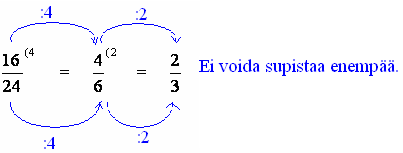 :4 :2
16/24 (4 = 4/6 (2 = 2/3 Ei voida supistaa enempää.
:4 :2